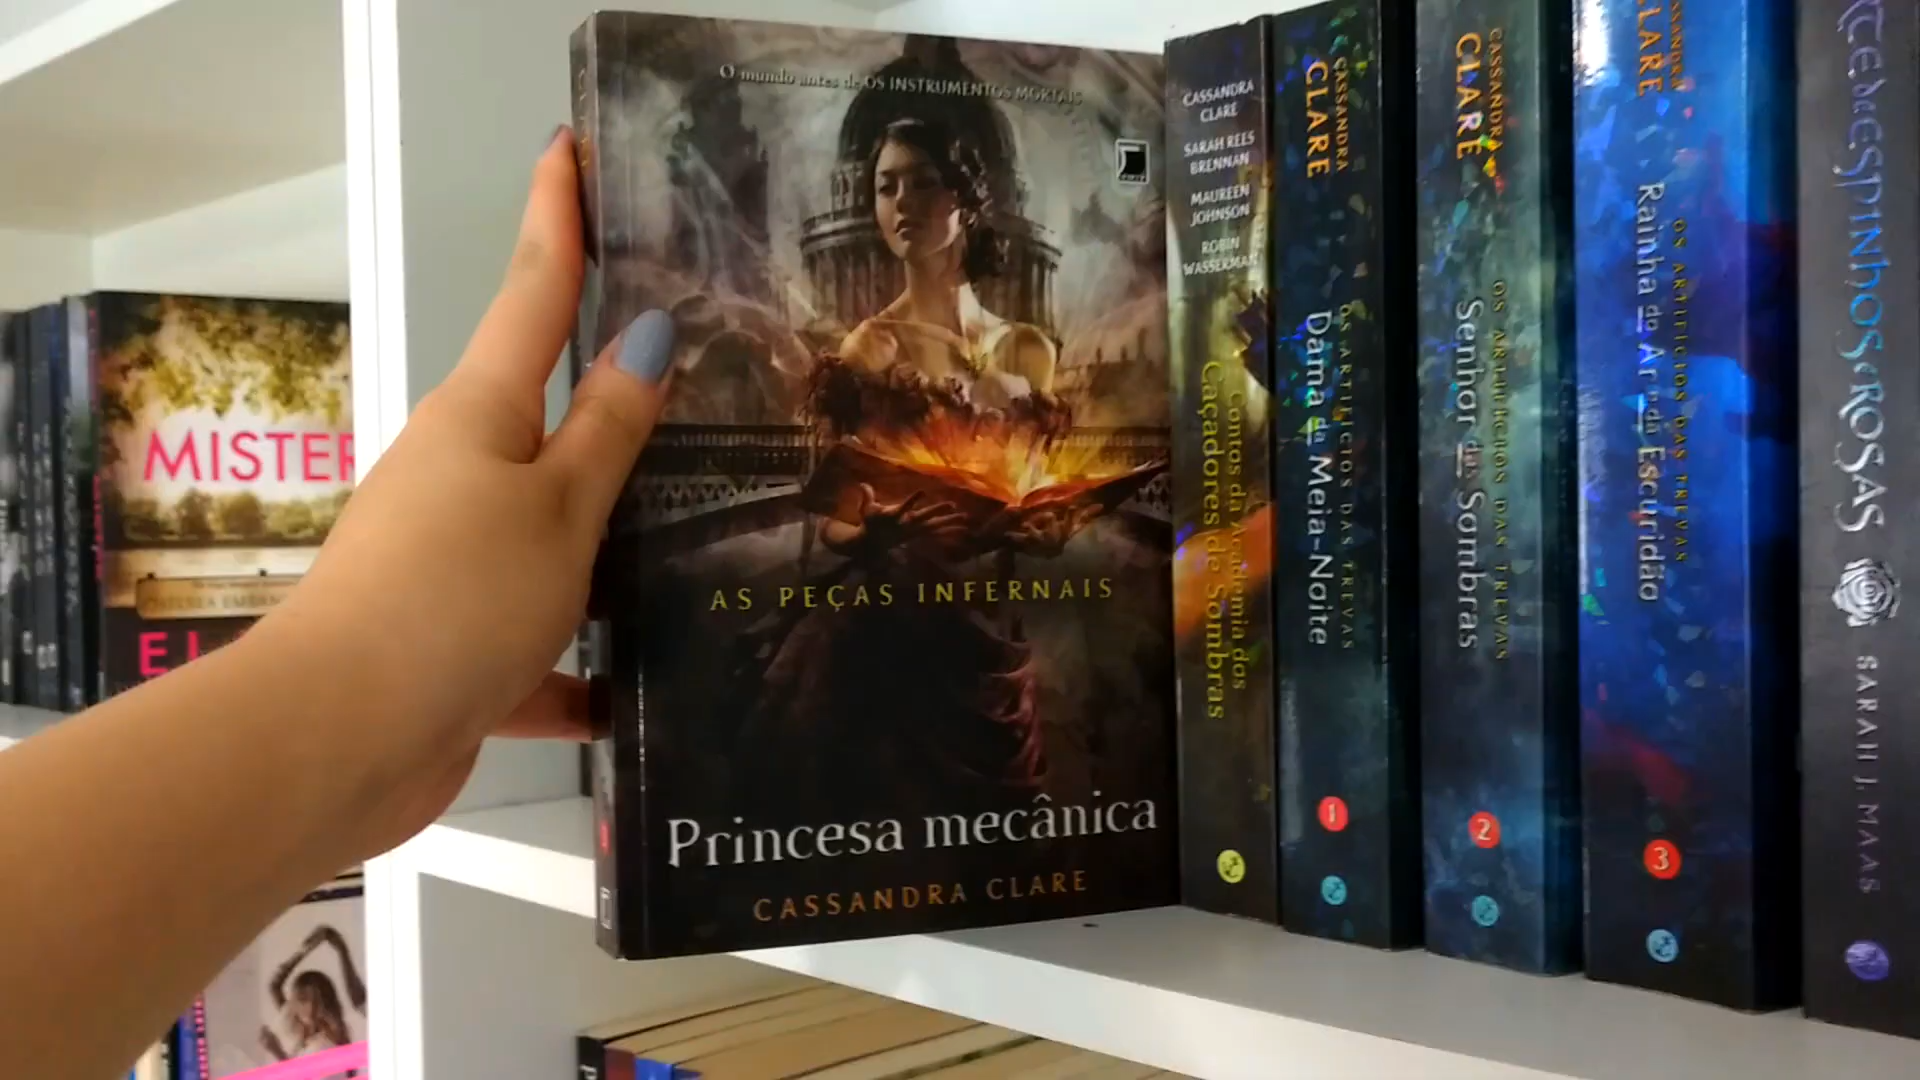 MISTER
O mundo antes de OS INSTRUMENTOS MORTAIS
AS PEÇAS INFERNAIS
Princesa mecânica
CASSANDRA CLARE
CASSANDRA
CLARE
SARAH REES
BRENNAN
MAUREEN
JOHNSON
ROBIN
WASSERMAN
Contos da Academia dos
Caçadores de Sombras
CASSANDRA
CLARE
OS ARTIFÍCIOS DAS TREVAS
Dama da Meia-Noite
1
CASSANDRA
CLARE
OS ARTIFÍCIOS DAS TREVAS
Senhor das Sombras
2
CASSANDRA
CLARE
OS ARTIFÍCIOS DAS TREVAS
Rainha do Ar e da Escuridão
3
CORTE de ESPINHOS e ROSAS
SARAH J. MAAS